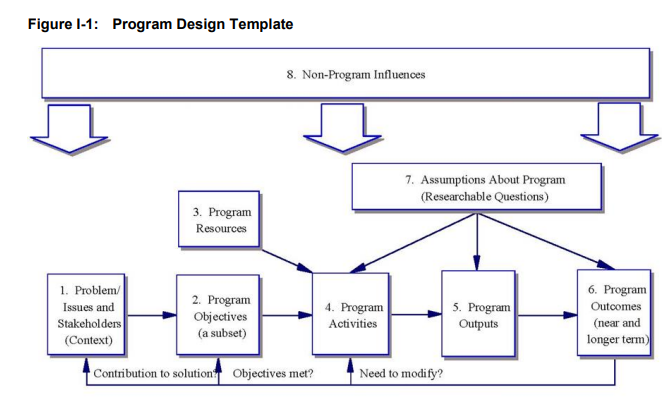 Figure I-1: Program Design Template
8. Non-Program Influences
7. Assumptions About Program
(Researchable Questions)
3. Program
Resources
1. Problem/
Issues and
Stakeholders
(Context)
2. Program
Objectives
(a subset)
4. Program
Activities
5. Program
Outputs
6. Program
Outcomes
(near and
longer term)
Contribution to solution?
Objectives met?
Need to modify?